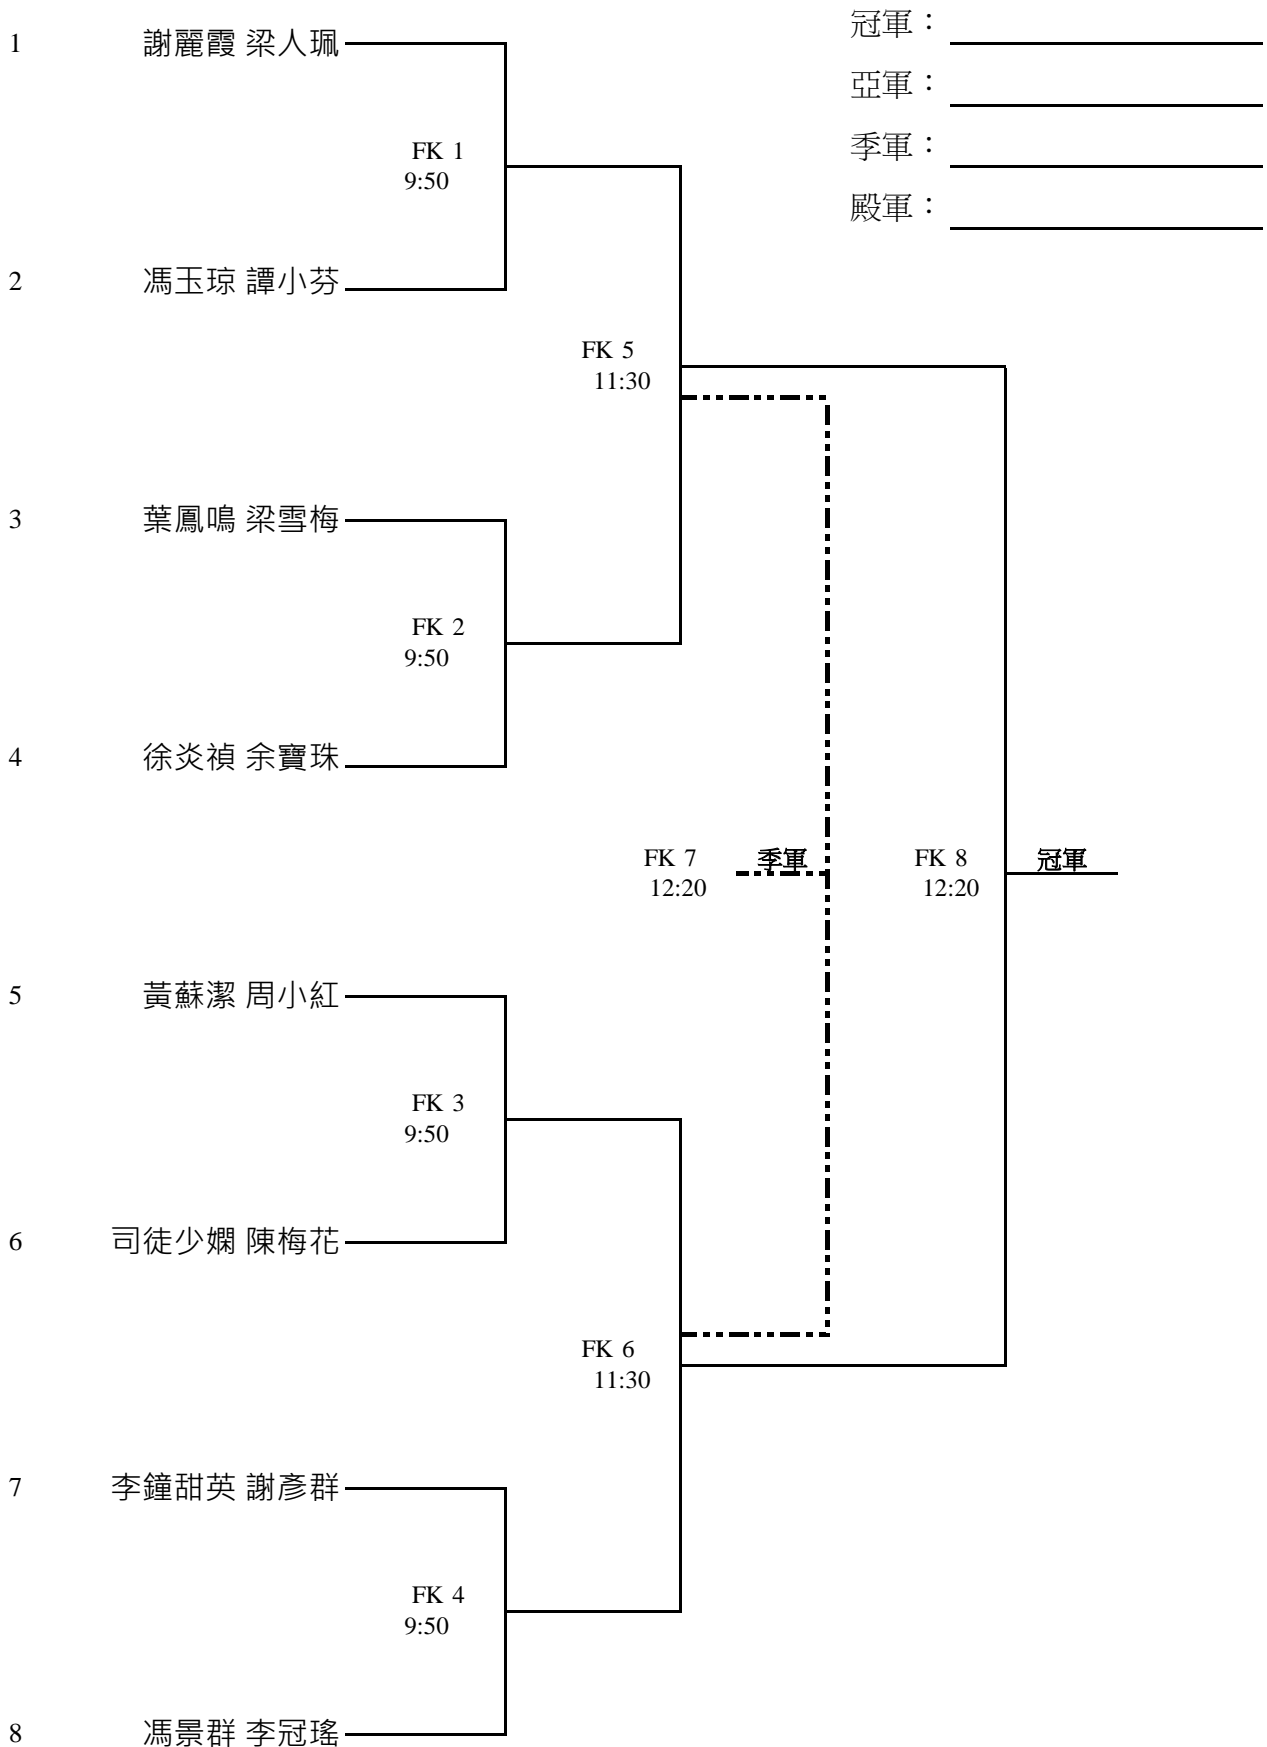 1 謝麗霞 梁人珮
冠軍：
亞軍：
季軍：
殿軍：
FK 1
9:50
2 馮玉琼 譚小芬
FK 5
11:30
3 葉鳳鳴 梁雪梅
FK 2
9:50
4 徐炎禎 余寶珠
FK 7 季軍 FK 8 冠軍
12:20 12:20
5 黃蘇潔 周小紅
FK 3
9:50
6 司徒少嫻 陳梅花
FK 6
11:30
7 李鐘甜英 謝彥群
FK 4
9:50
8 馮景群 李冠瑤